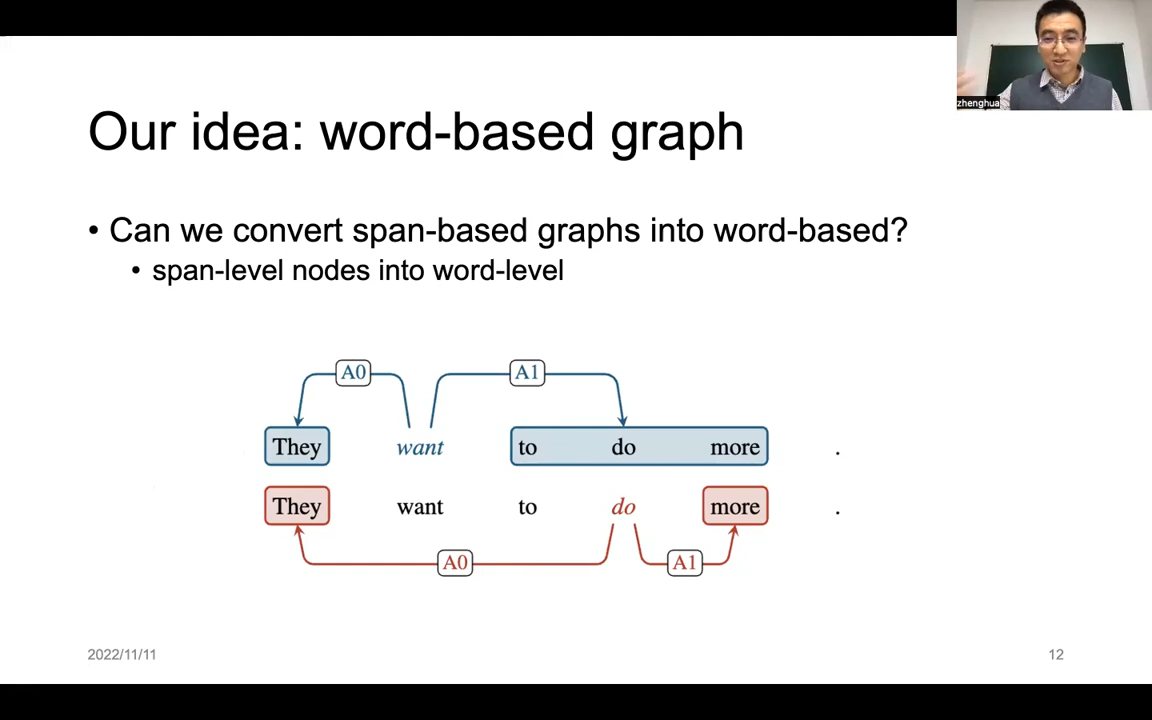 zhenghua
Our idea: word-based graph
• Can we convert span-based graphs into word-based?
• span-level nodes into word-level
A0 A1
They want to do more .
They want to do more .
A0 A1
2022/11/11 12